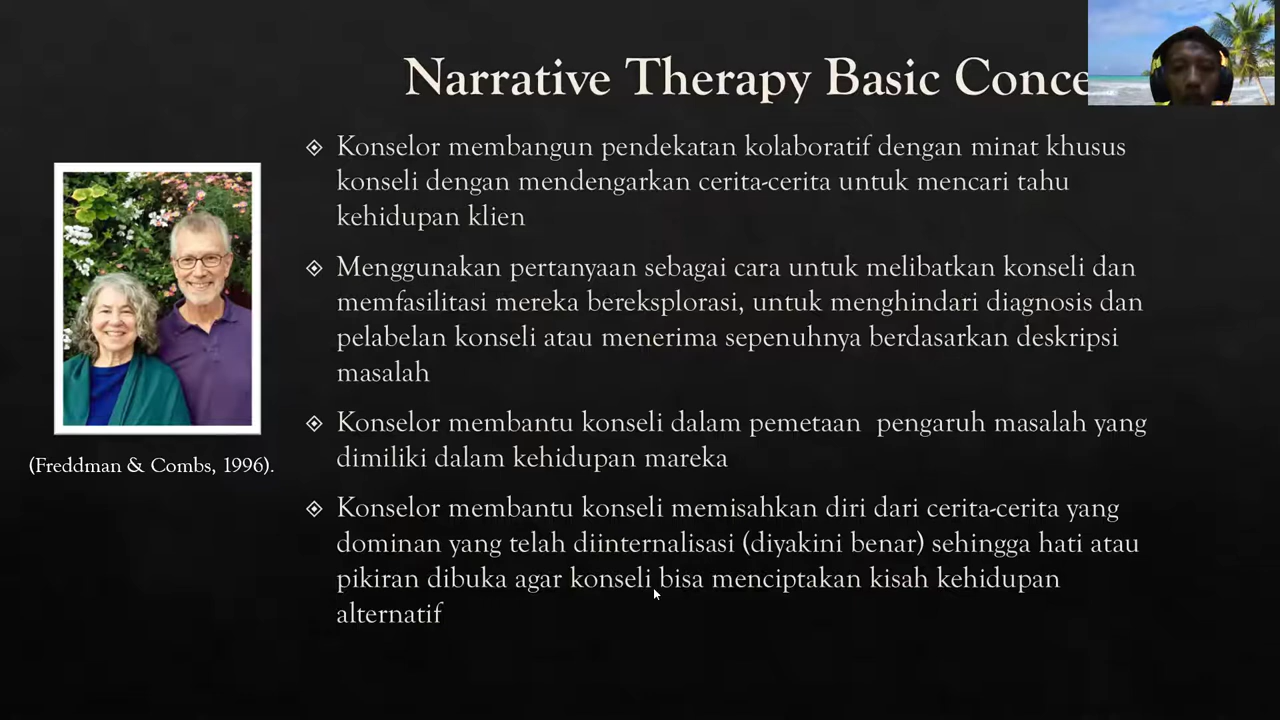 Narrative Therapy Basic Conce
Konselor membangun pendekatan kolaboratif dengan minat khusus
konseli dengan mendengarkan cerita-cerita untuk mencari tahu
kehidupan klien
Menggunakan pertanyaan sebagai cara untuk melibatkan konseli dan
memfasilitasi mereka bereksplorasi, untuk menghindari diagnosis dan
pelabelan konseli atau menerima sepenuhnya berdasarkan deskripsi
masalah
Konselor membantu konseli dalam pemetaan  pengaruh masalah yang
dimiliki dalam kehidupan mareka
Konselor membantu konseli memisahkan diri dari cerita-cerita yang
dominan yang telah diinternalisasi (diyakini benar) sehingga hati atau
pikiran dibuka agar konseli bisa menciptakan kisah kehidupan
alternatif
(Freddman & Combs, 1996).